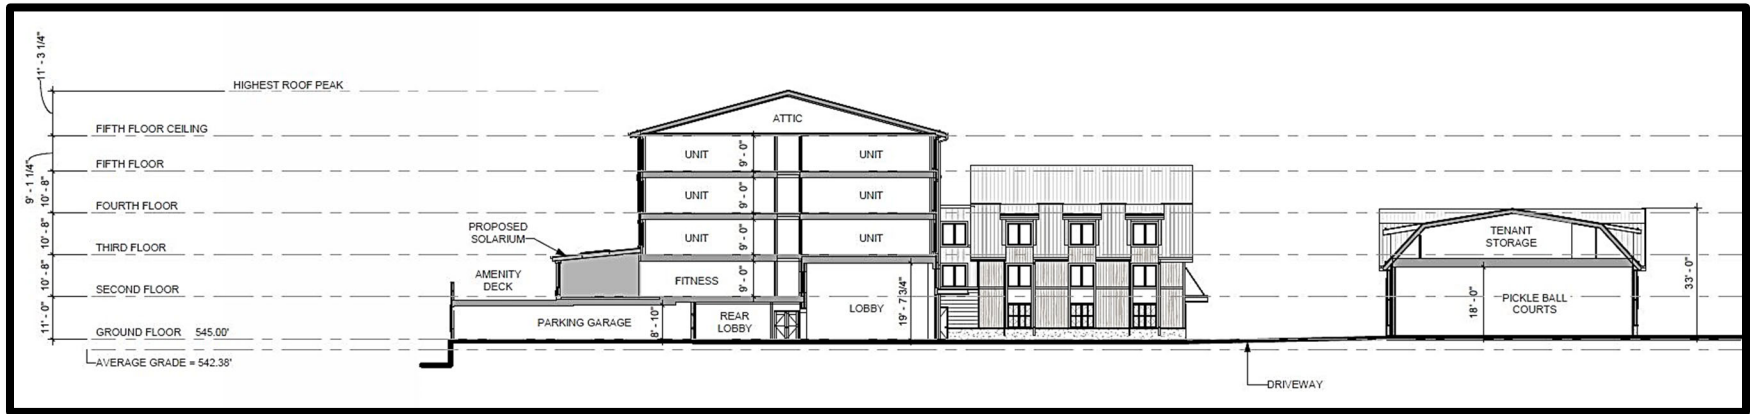 11' - 3 1/4"
HIGHEST ROOF PEAK
FIFTH FLOOR CEILING
9' - 1 1/4"
FIFTH FLOOR
10' - 8"
FOURTH FLOOR
10' - 8"
THIRD FLOOR
10' - 8"
SECOND FLOOR
11' - 0"
GROUND FLOOR 545.00'
AVERAGE GRADE = 542.38'
ATTIC
UNIT
9' - 0"
UNIT
UNIT
9' - 0"
UNIT
UNIT
9' - 0"
UNIT
PROPOSED
SOLARIUM
AMENITY
DECK
FITNESS
9' - 0"
PARKING GARAGE
8' - 10"
REAR
LOBBY
LOBBY
19' - 7 3/4"
TENANT
STORAGE
PICKLE BALL
COURTS
18' - 0"
33' - 0"
DRIVEWAY